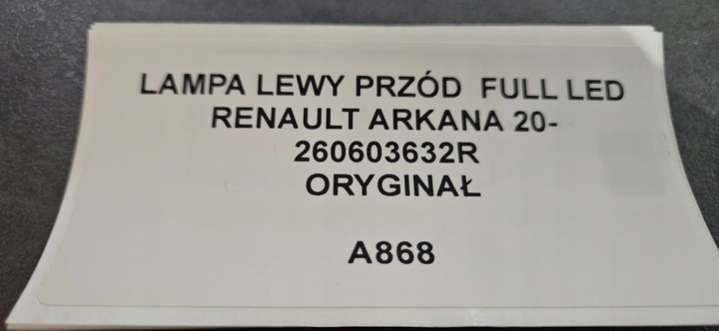 LAMPA LEWY PRZÓD FULL LED
RENAULT ARKANA 20-
260603632R
ORYGINAŁ
A868